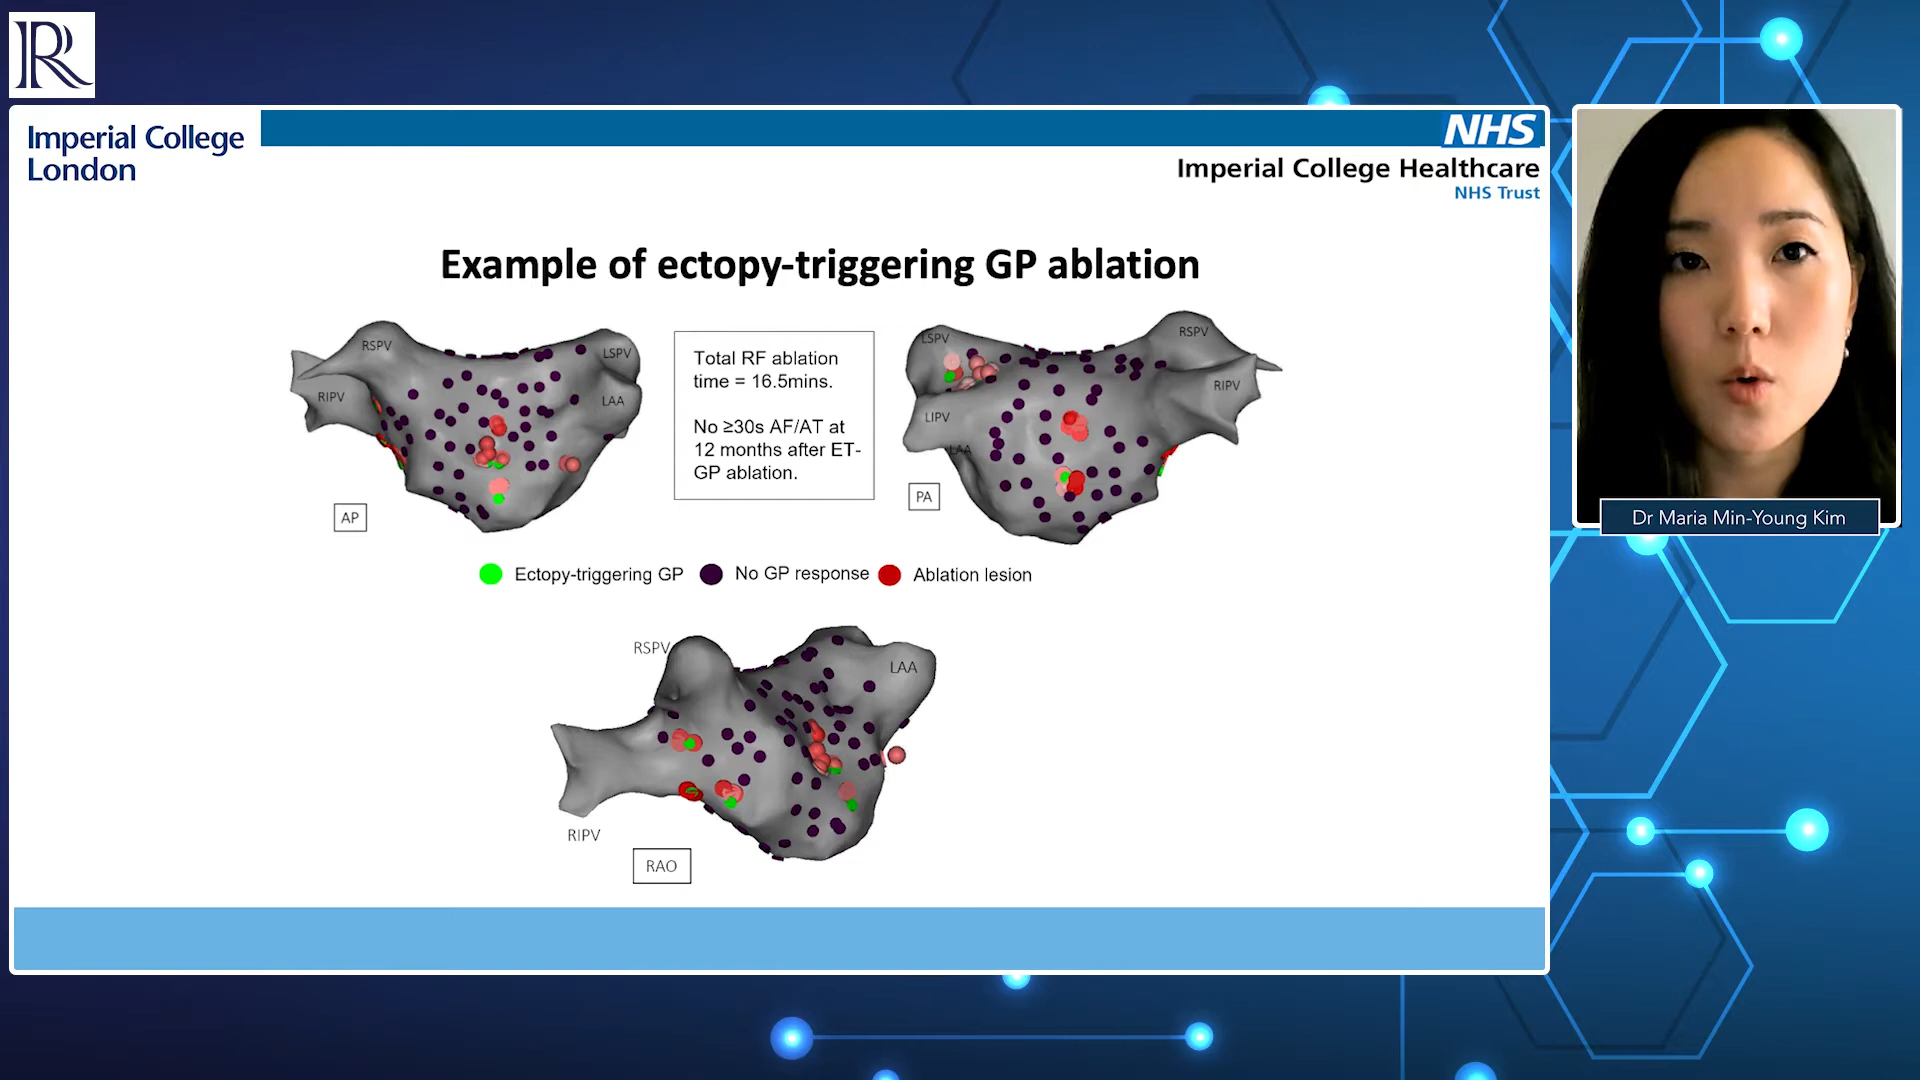 R
Imperial College
London
NHS
Imperial College Healthcare
NHS Trust
Example of ectopy-triggering GP ablation
RSPV
LSPV
RIPV
LAA
AP
Total RF ablation
time = 16.5mins.
No ≥30s AF/AT at
12 months after ET-
GP ablation.
LSPV
RSPV
RIPV
LIPV
LAA
PA
Ectopy-triggering GP
No GP response
Ablation lesion
RSPV
LAA
RIPV
RAO
Dr Maria Min-Young Kim